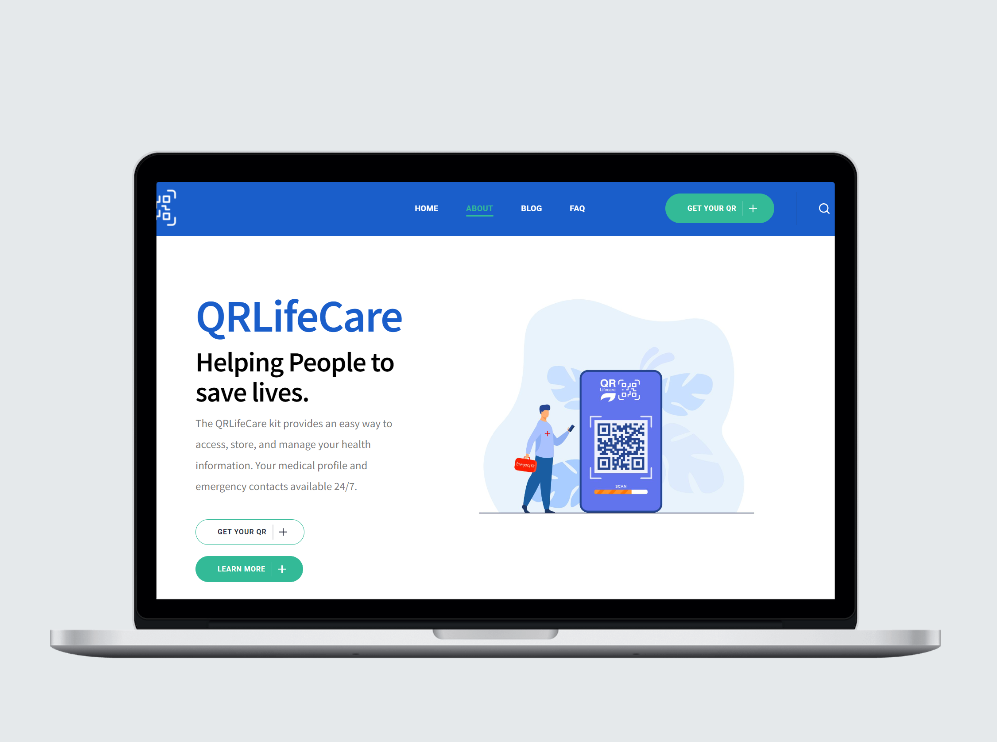 HOME ABOUT BLOG FAQ GET YOUR QR
QRLifeCare
Helping People to
save lives.
The QRLifeCare kit provides an easy way to
access, store, and manage your health
information. Your medical profile and
emergency contacts available 24/7.
GET YOUR QR
LEARN MORE
QR
SCAN